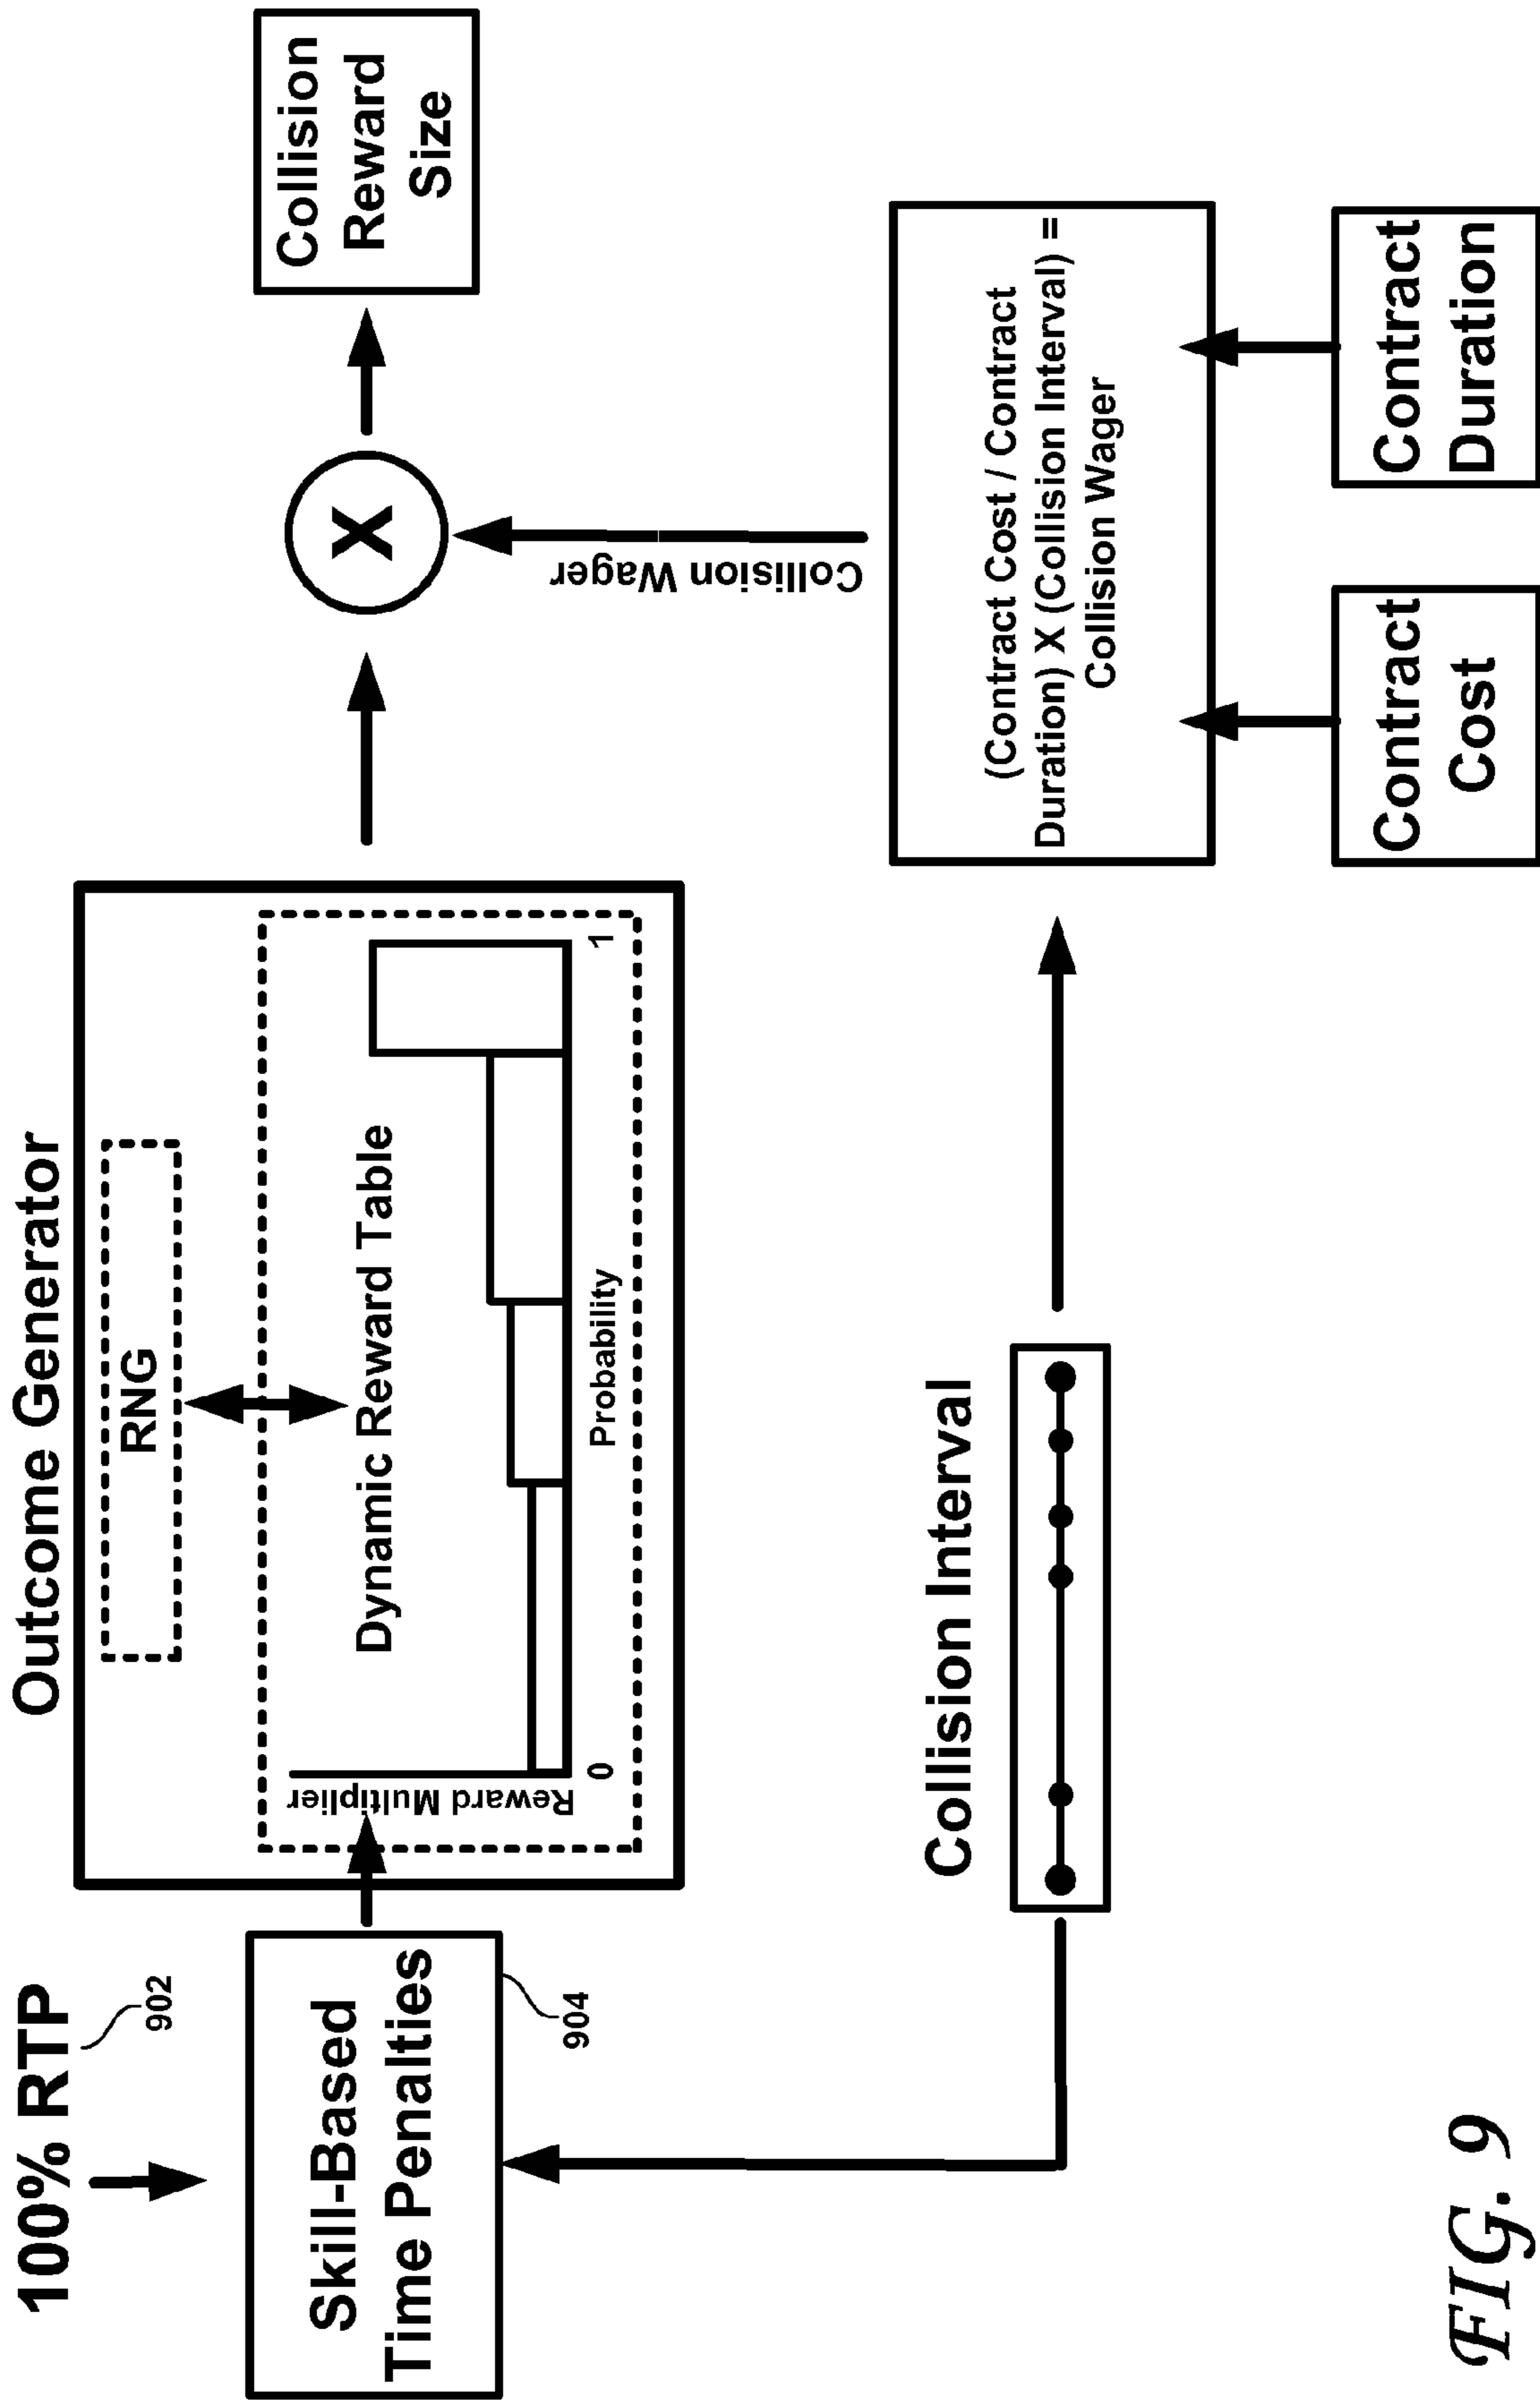 100% RTP
902
Skill-Based
Time Penalties
904
Outcome Generator
RNG
Dynamic Reward Table
Reward Multiplier
0
Probability
1
X
Collision
Reward
Size
Collision Wager
Collision Interval
(Contract Cost / Contract
Duration) X (Collision Interval) =
Collision Wager
Contract
Cost
Contract
Duration
FIG. 9